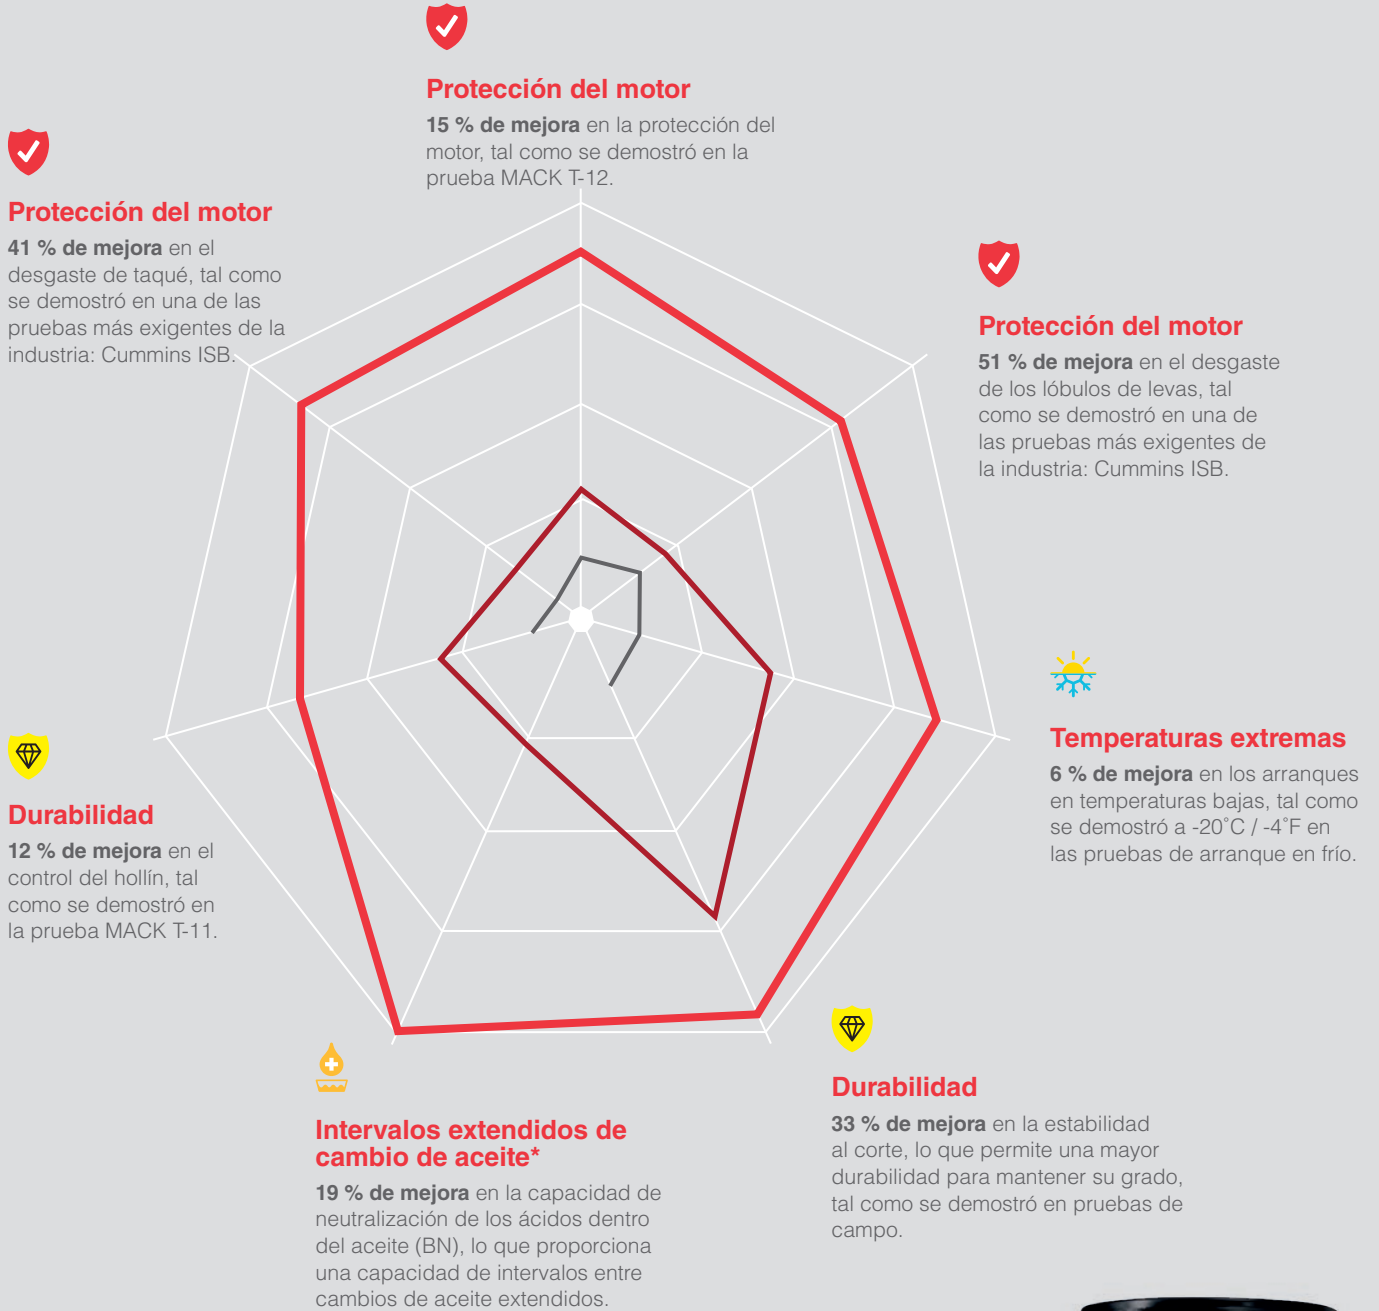 Protección del motor
15 % de mejora en la protección del
motor, tal como se demostró en la
prueba MACK T-12.
Protección del motor
41 % de mejora en el
desgaste de taqué, tal como
se demostró en una de las
pruebas más exigentes de la
industria: Cummins ISB.
Protección del motor
51 % de mejora en el desgaste
de los lóbulos de levas, tal
como se demostró en una de
las pruebas más exigentes de
la industria: Cummins ISB.
Temperaturas extremas
6 % de mejora en los arranques
en temperaturas bajas, tal como
se demostró a -20˚C / -4˚F en
las pruebas de arranque en frío.
Durabilidad
12 % de mejora en el
control del hollín, tal
como se demostró en
la prueba MACK T-11.
Durabilidad
33 % de mejora en la estabilidad
al corte, lo que permite una mayor
durabilidad para mantener su grado,
tal como se demostró en pruebas de
campo.
Intervalos extendidos de
cambio de aceite*
19 % de mejora en la capacidad de
neutralización de los ácidos dentro
del aceite (BN), lo que proporciona
una capacidad de intervalos entre
cambios de aceite extendidos.